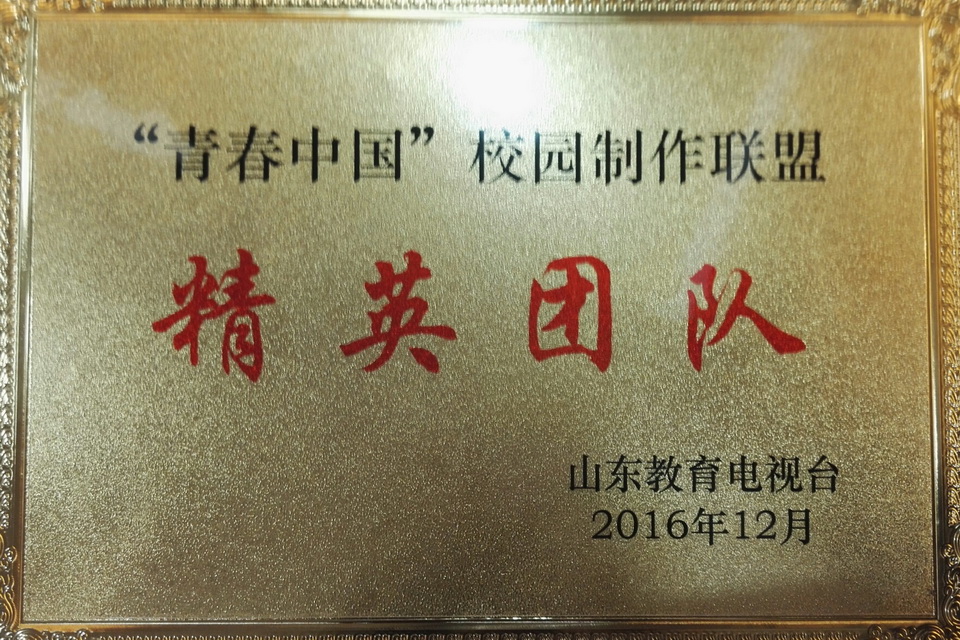 “青春中国”校园制作联盟
精英团队
山东教育电视台
2016年12月